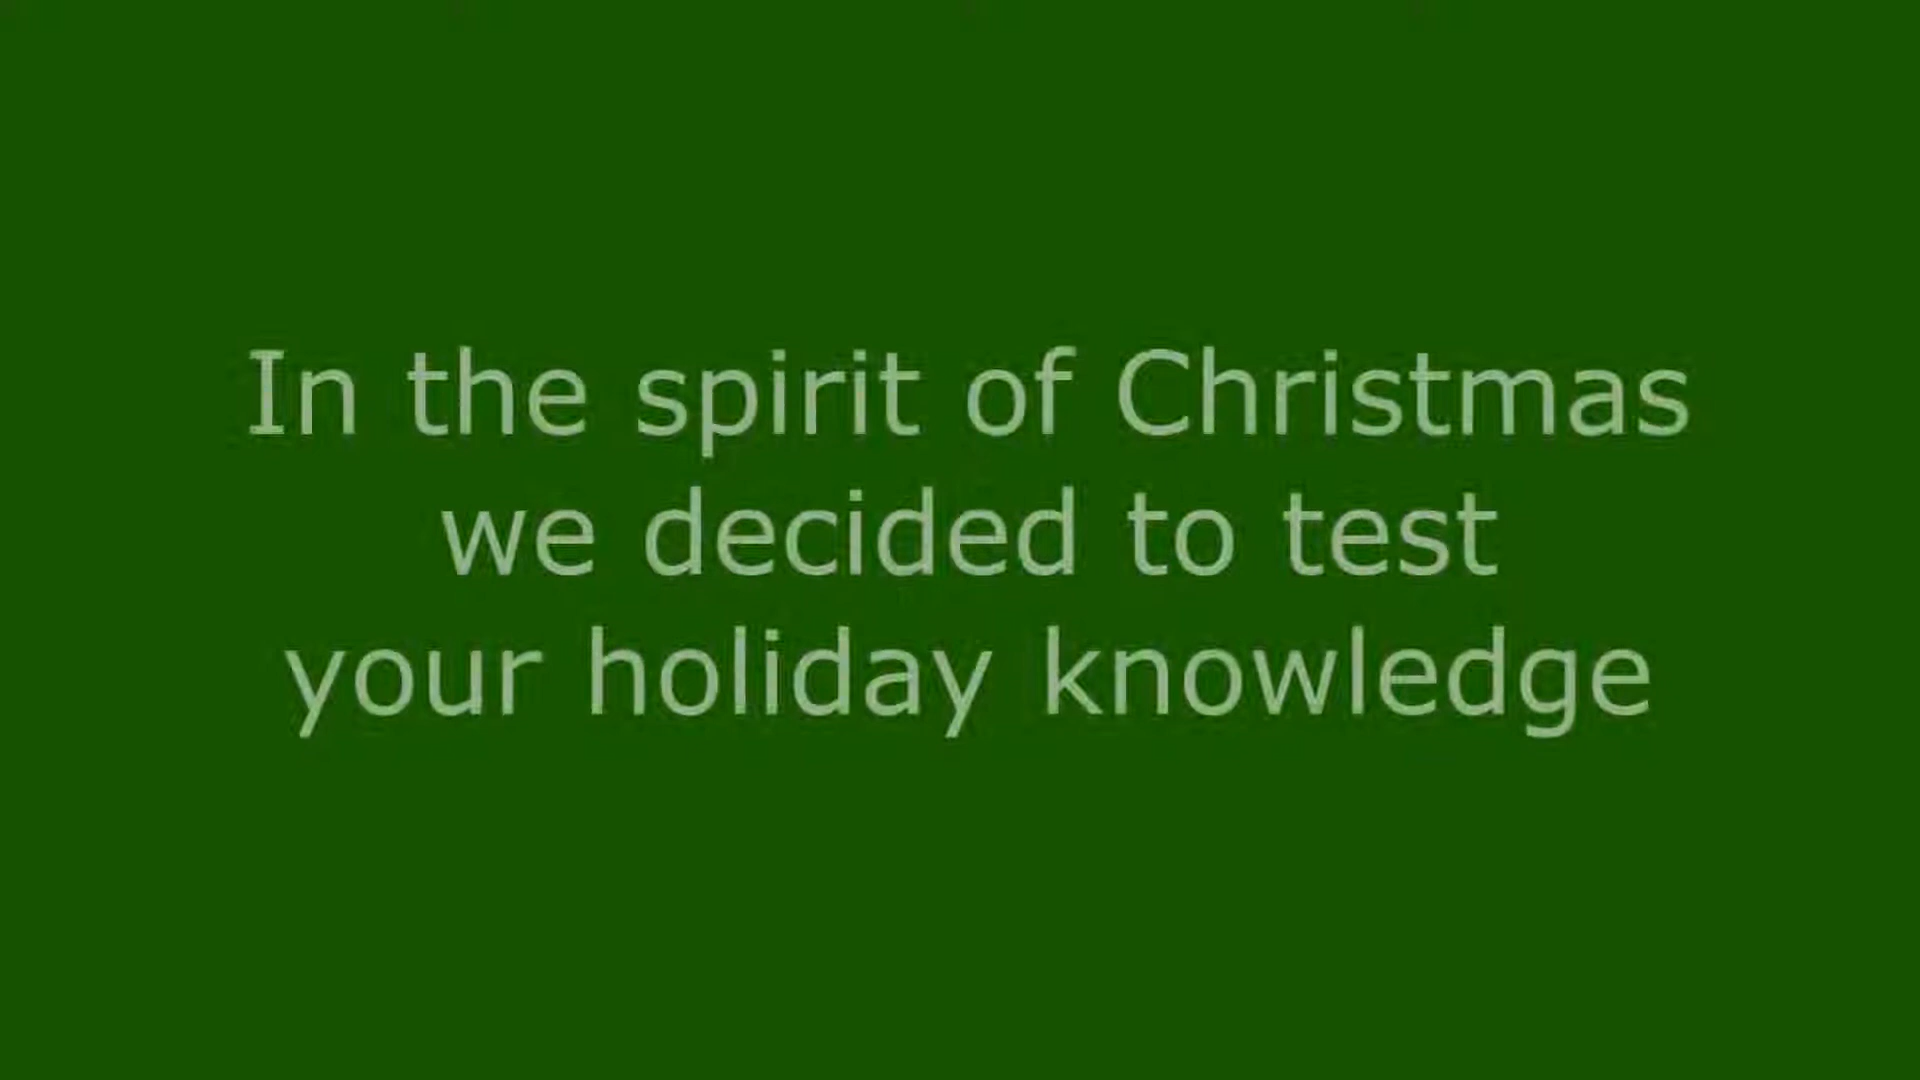 In the spirit of Christmas
we decided to test
your holiday knowledge